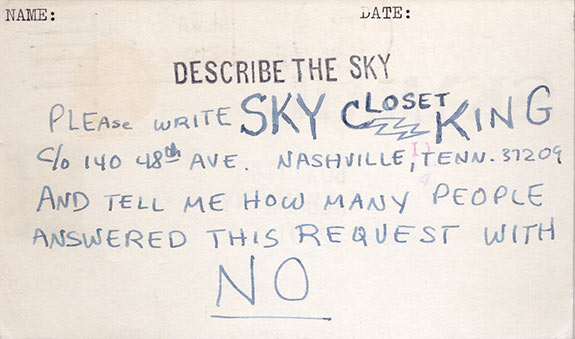 NAME: DATE:
DESCRIBE THE SKY
PLEASE WRITE SKY CLOSET KING
C/O 140 48th AVE. NASHVILLE, TENN. 37209
AND TELL ME HOW MANY PEOPLE
ANSWERED THIS REQUEST WITH
NO